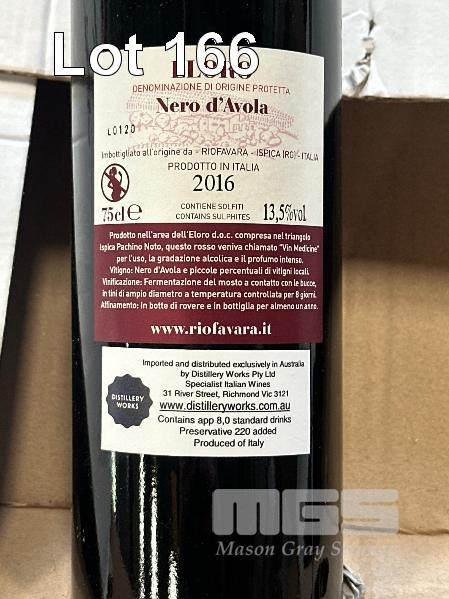 Lot 166
ELORO
DENOMINAZIONE DI ORIGINE PROTETTA
Nero d'Avola
L0120
Imbottigliato all'origine da - RIOFAVARA - ISPICA (RG) - ITALIA
PRODOTTO IN ITALIA
2016
75cl e
CONTIENE SOLFITI
CONTAINS SULPHITES
13,5%vol
Prodotto nell'area dell'Eloro d.o.c. compresa nel triangolo
Ispica Pachino Noto, questo rosso veniva chiamato "Vin Medicine"
per l'uso, la gradazione alcolica e il profumo intenso.
Vitigno: Nero d'Avola e piccole percentuali di vitigni locali.
Vinificazione: Fermentazione del mosto a contatto con le bucce,
in tini di ampio diametro a temperatura controllata per 8 giorni.
Affinamento: In botte di rovere e in bottiglia per almeno un anno.
www.riofavara.it
Imported and distributed exclusively in Australia
by Distillery Works Pty Ltd
Specialist Italian Wines
31 River Street, Richmond Vic 3121
www.distilleryworks.com.au
Contains app 8,0 standard drinks
Preservative 220 added
Produced of Italy
DISTILLERY
WORKS
MGS
Mason Gray S